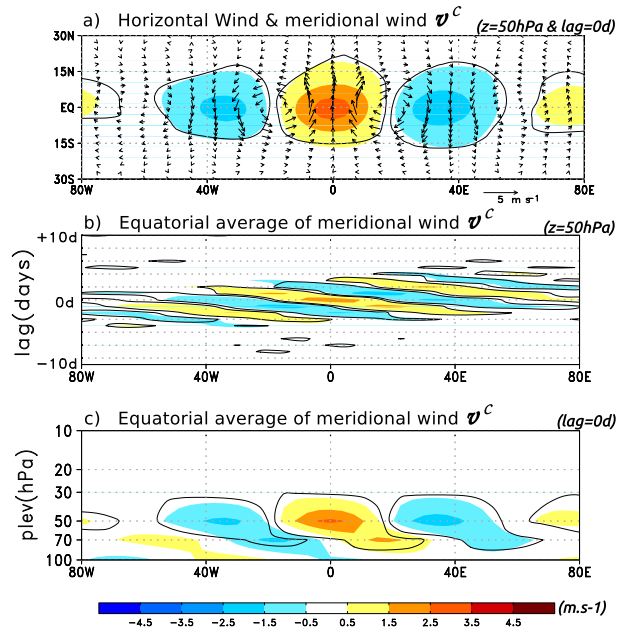 a) Horizontal Wind & meridional wind 𝒗ᶜ (z=50hPa & lag=0d)
30N
15N
EQ
15S
30S
80W 40W 0 40E 80E
5 m s-1
b) Equatorial average of meridional wind 𝒗ᶜ (z=50hPa)
+10d
0d
-10d
lag(days)
80W 40W 0 40E 80E
c) Equatorial average of meridional wind 𝒗ᶜ (lag=0d)
10
20
30
50
70
100
plev(hPa)
80W 40W 0 40E 80E
(m.s-1)
-4.5 -3.5 -2.5 -1.5 -0.5 0.5 1.5 2.5 3.5 4.5